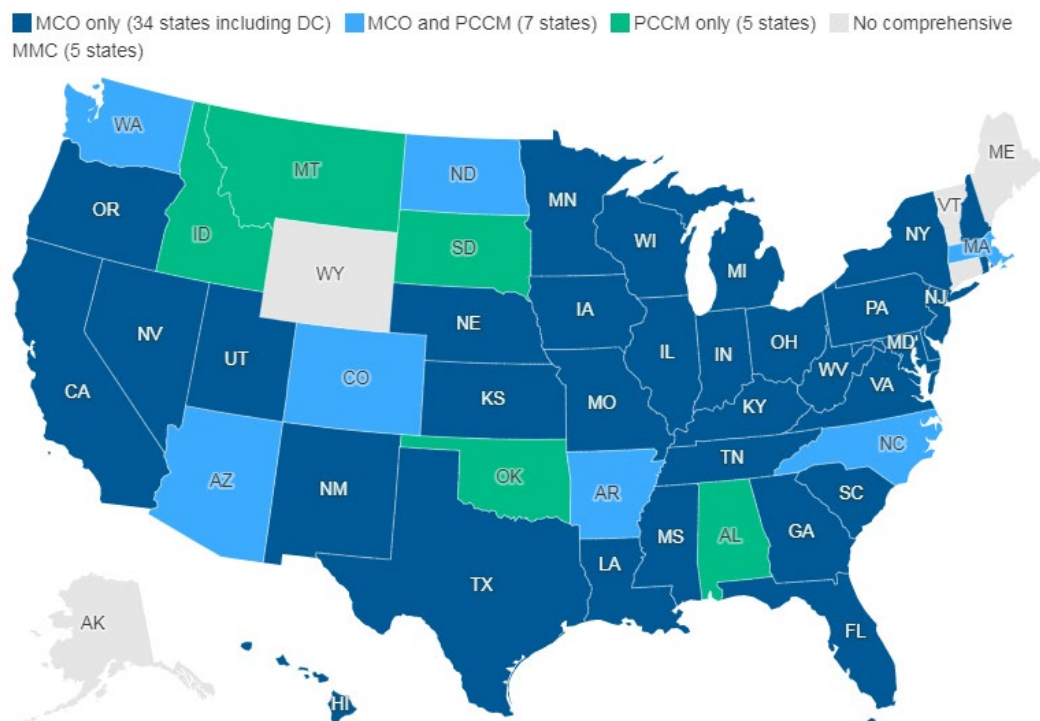 MCO only (34 states including DC) MCO and PCCM (7 states) PCCM only (5 states) No comprehensive
MMC (5 states)
WA
MT
ND
ME
OR
ID
SD
MN
WI
MI
NY
VT
MA
WY
NE
IA
PA
NJ
NV
UT
CO
KS
MO
IL
IN
OH
WV
MD
VA
CA
KY
AZ
NM
OK
AR
TN
NC
SC
MS
AL
GA
TX
LA
FL
AK
HI